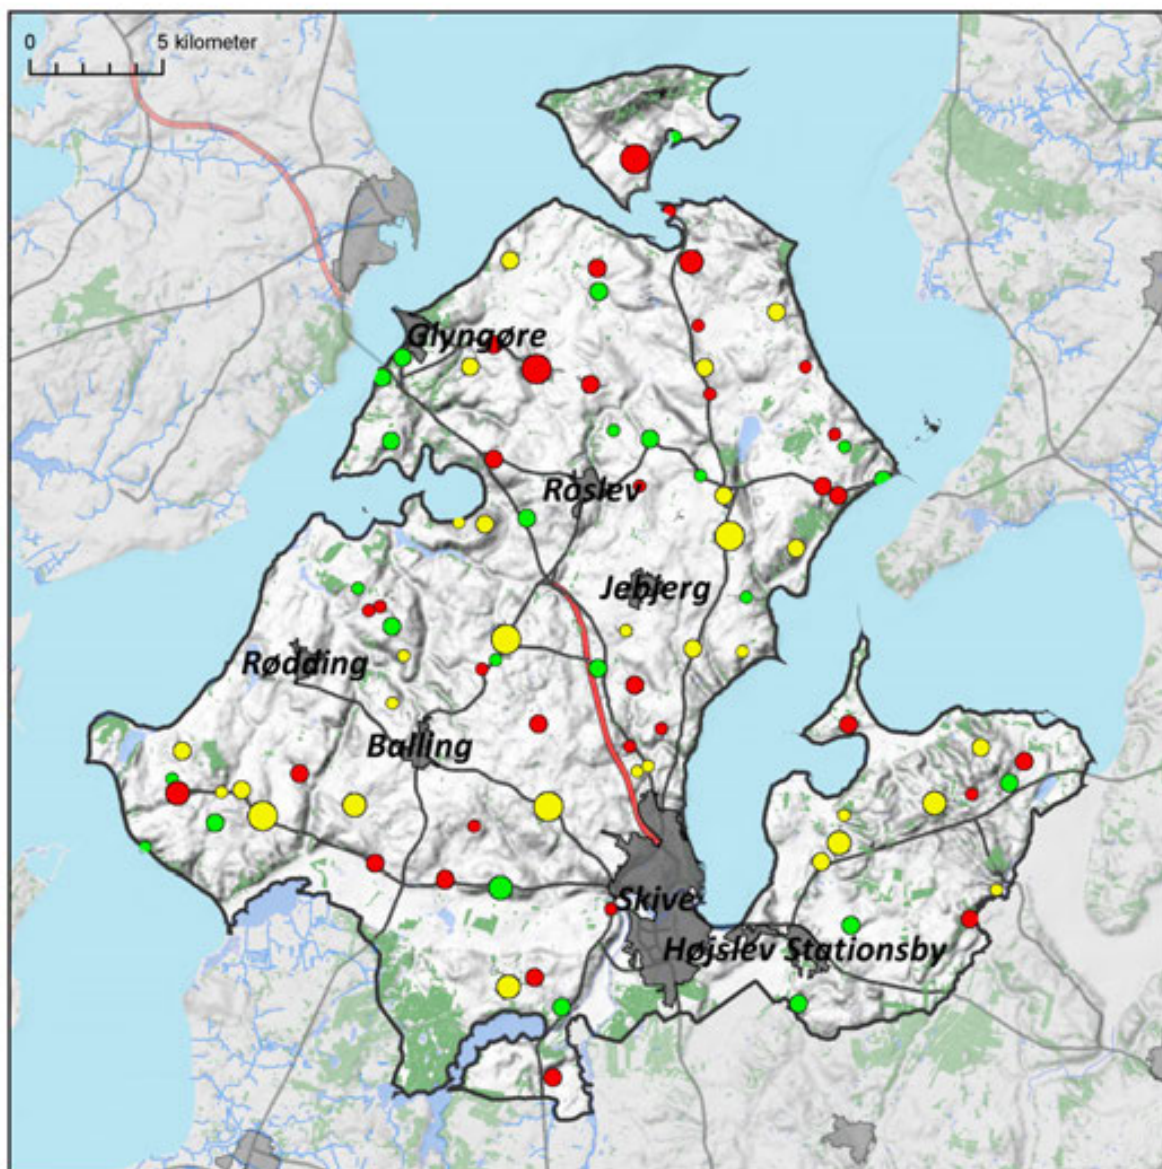 0 5 kilometer
Glyngøre
Roslev
Jebjerg
Rødding
Balling
Skive
Højslev Stationsby